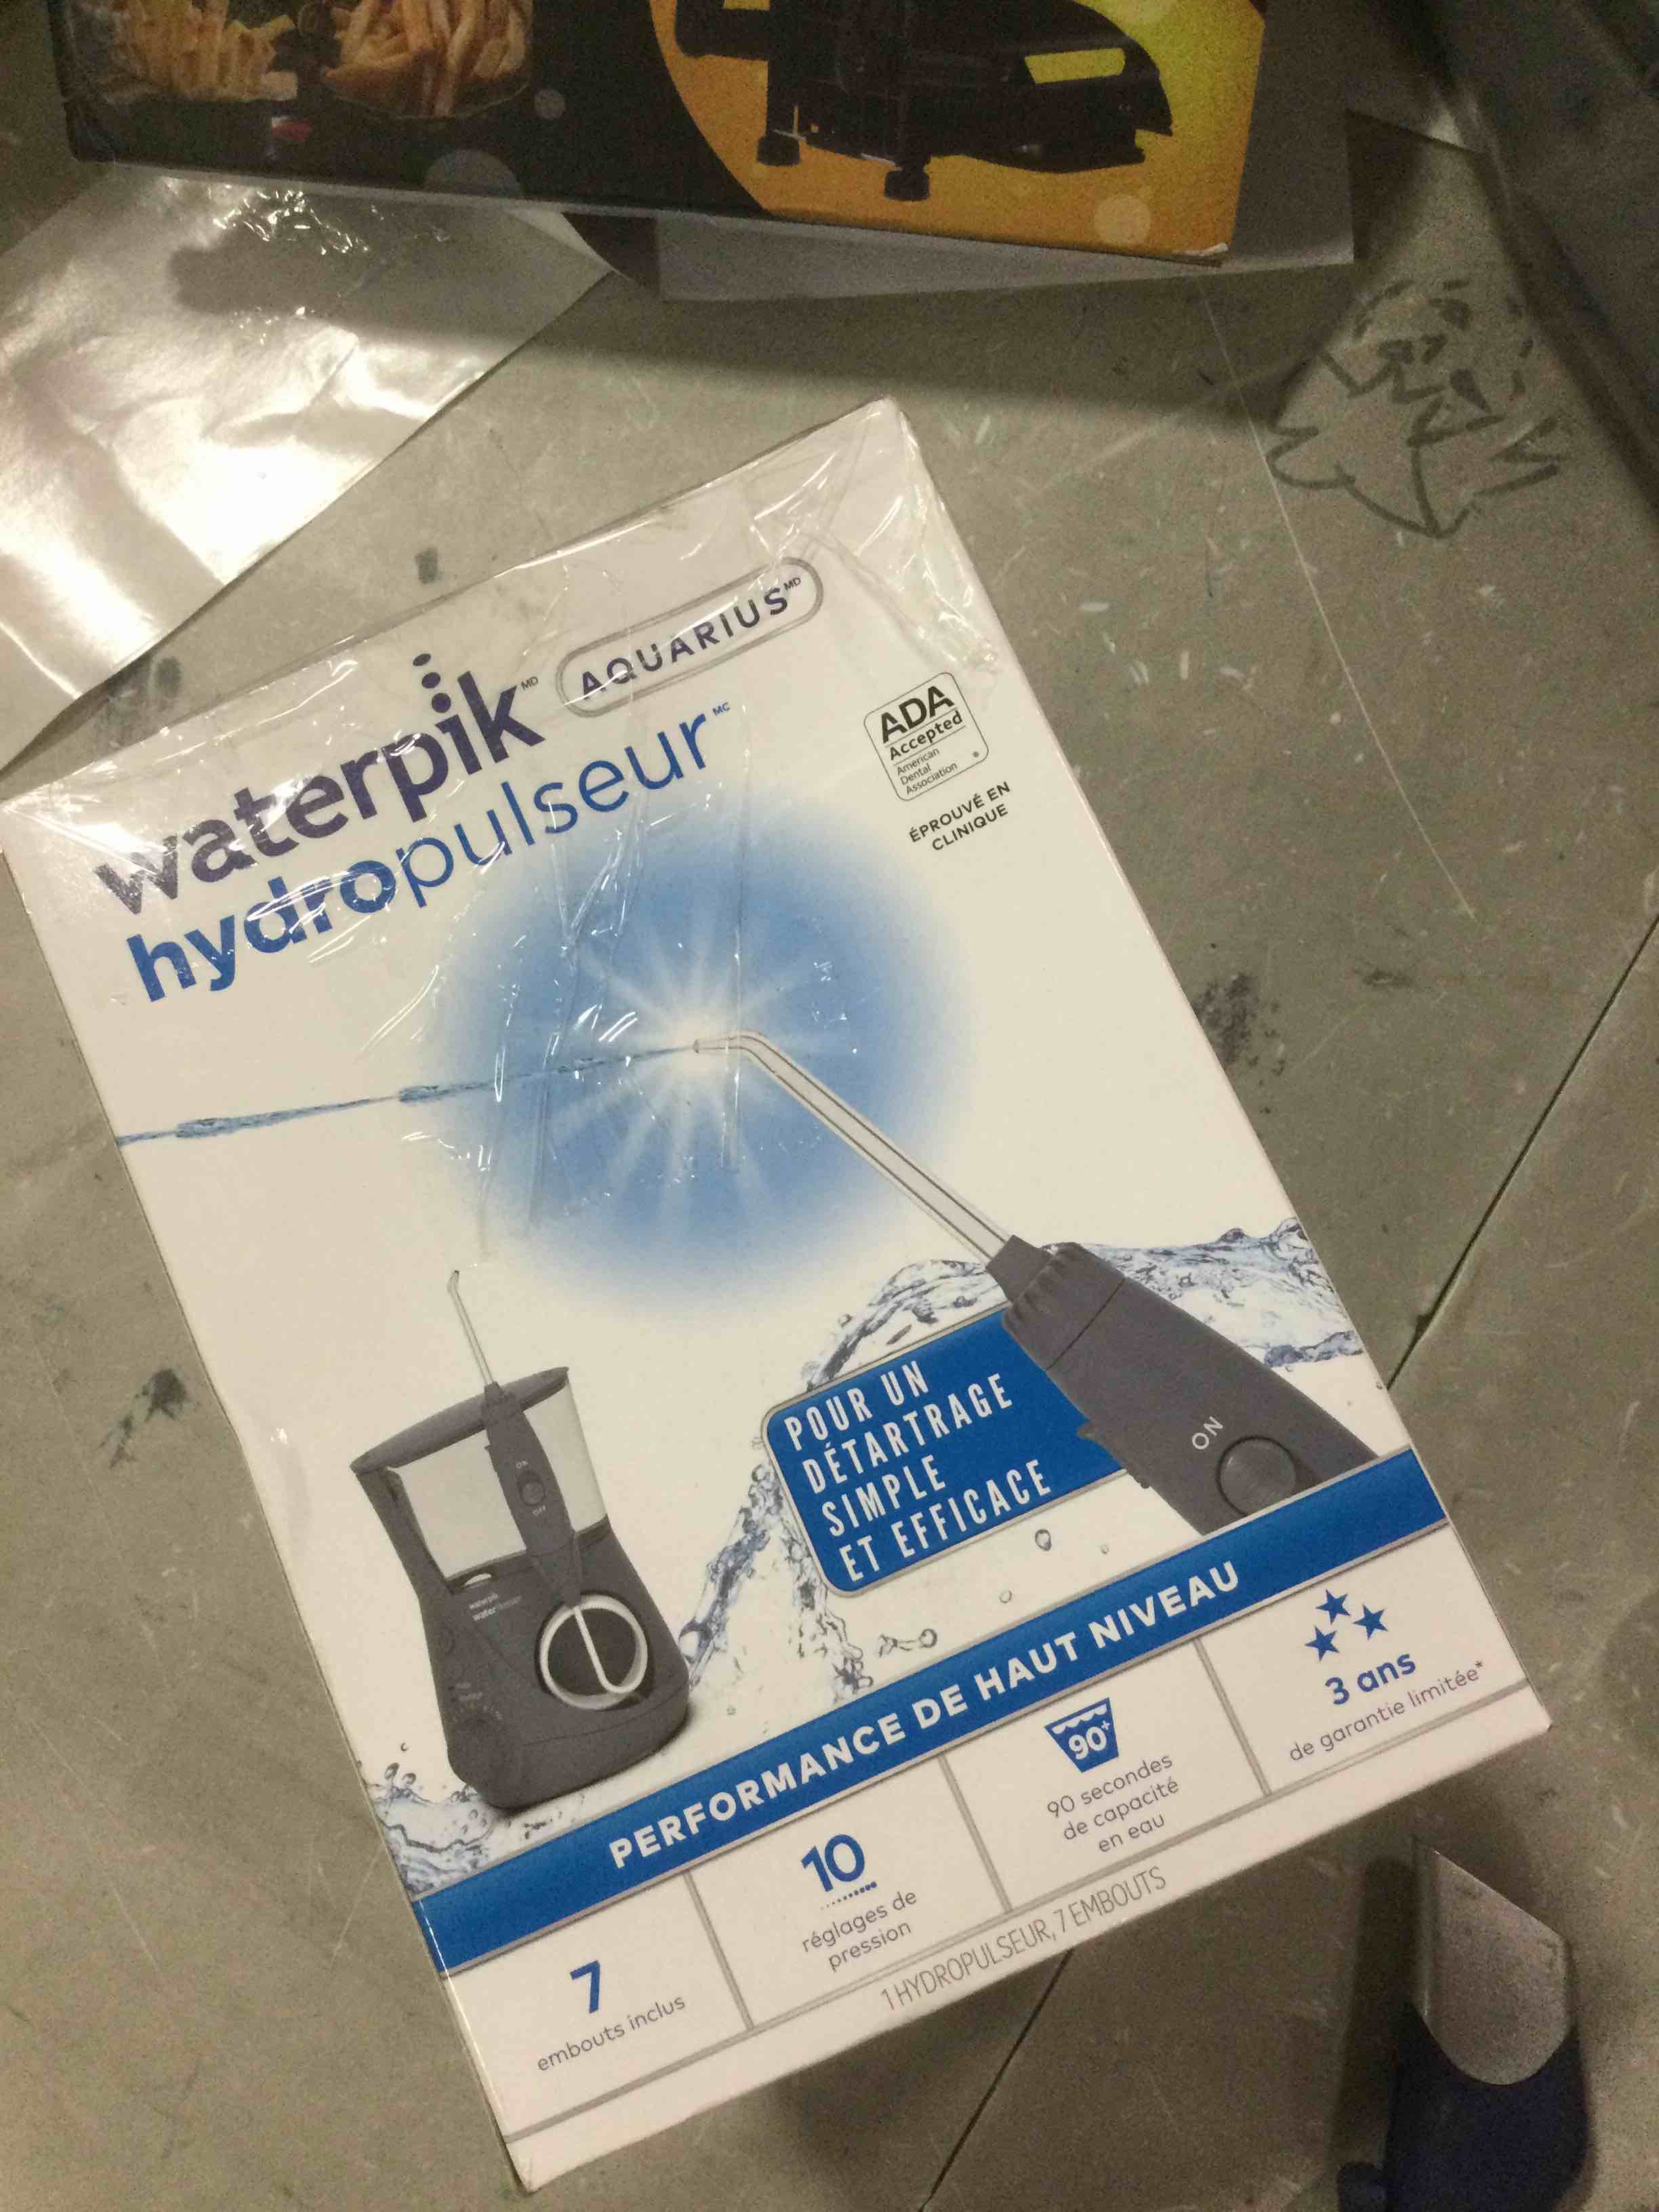 waterpik MD AQUARIUS MD
hydropulseur MC
ADA
Accepted
American
Dental
Association ®
ÉPROUVÉ EN
CLINIQUE
POUR UN
DÉTARTRAGE
SIMPLE
ET EFFICACE
ON
ON
OFF
waterpik
PERFORMANCE DE HAUT NIVEAU
7
embouts inclus
10
réglages de
pression
90+
90 secondes
de capacité
en eau
3 ans
de garantie limitée*
1 HYDROPULSEUR, 7 EMBOUTS